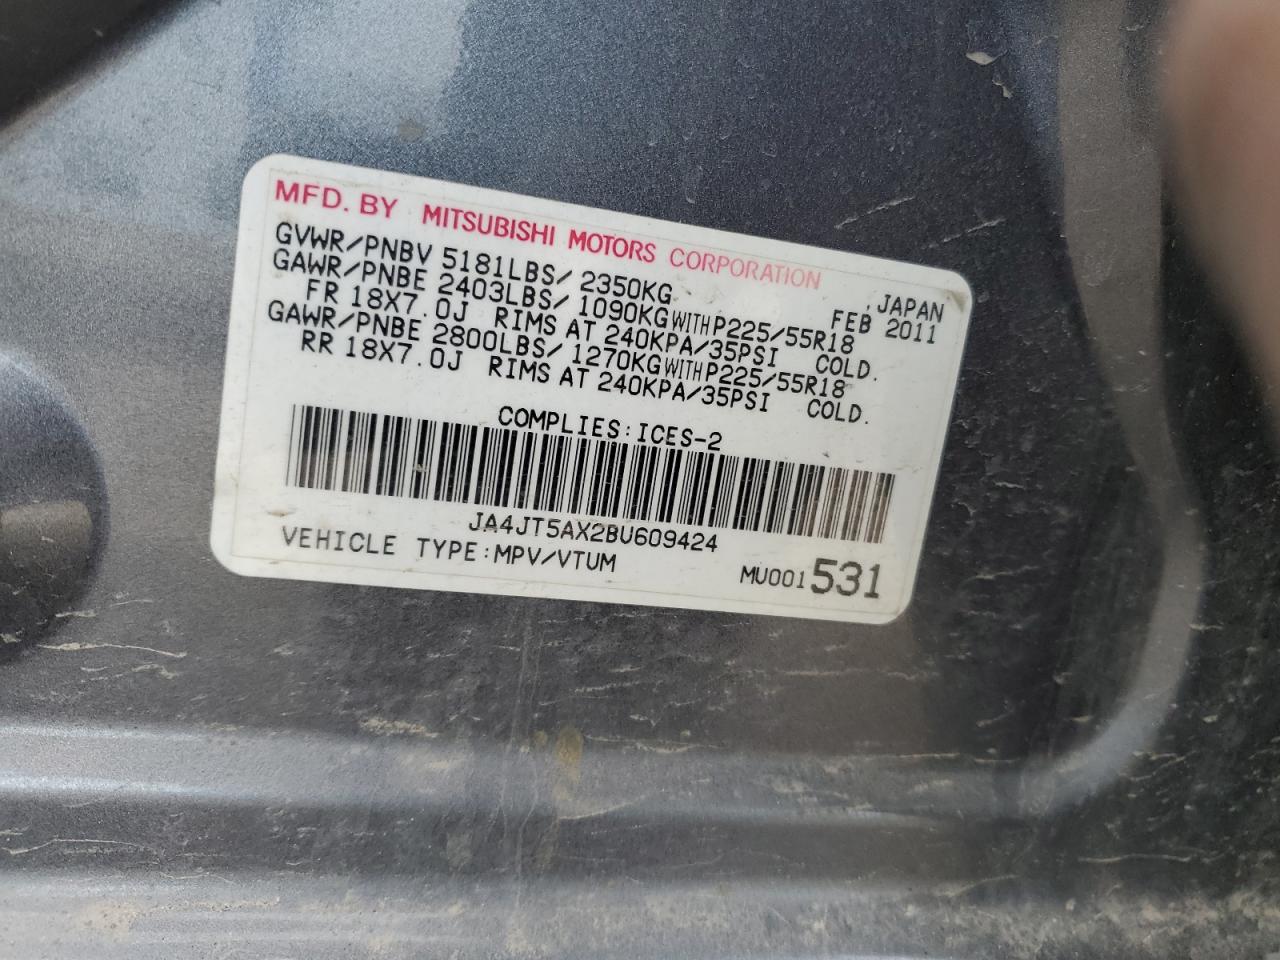 MFD. BY MITSUBISHI MOTORS CORPORATION
, JAPAN
GVWR/PNBV 5181LBS/ 2350KG FEB 2011
GAWR/PNBE 2403LBS/ 1090KG WITH P225/55R18
FR 18X7.0J RIMS AT 240KPA/35PSI COLD.
GAWR/PNBE 2800LBS/ 1270KG WITH P225/55R18
RR 18X7.0J RIMS AT 240KPA/35PSI COLD.
COMPLIES:ICES-2
JA4JT5AX2BU609424
VEHICLE TYPE:MPV/VTUM
MU001531